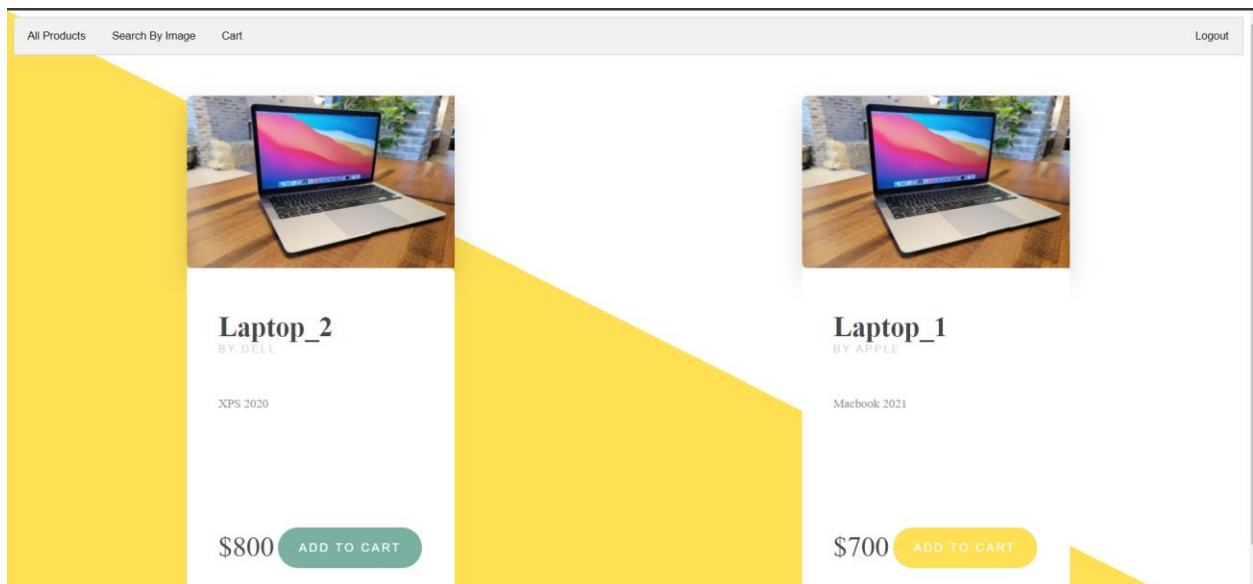 All Products Search By Image Cart Logout
Laptop_2
BY DELL
XPS 2020
$800 ADD TO CART
Laptop_1
BY APPLE
Macbook 2021
$700 ADD TO CART